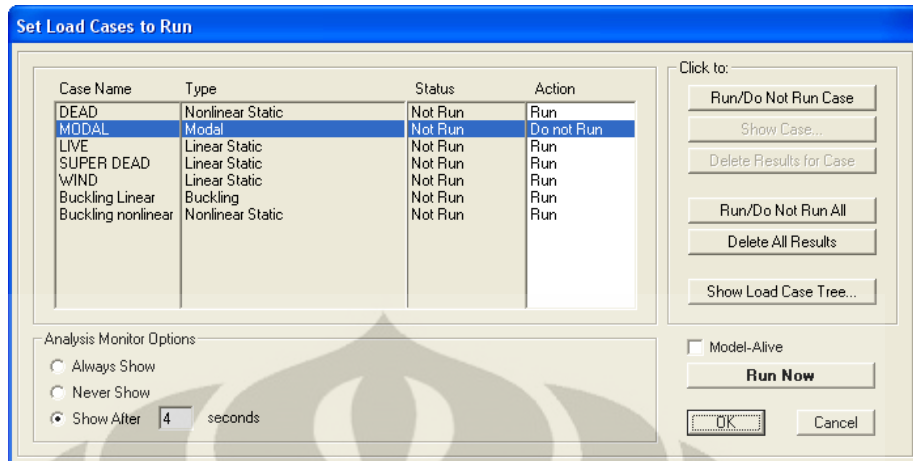 Set Load Cases to Run
Case Name Type Status Action
DEAD Nonlinear Static Not Run Run
MODAL Modal Not Run Do not Run
LIVE Linear Static Not Run Run
SUPER DEAD Linear Static Not Run Run
WIND Linear Static Not Run Run
Buckling Linear Buckling Not Run Run
Buckling nonlinear Nonlinear Static Not Run Run
Click to:
Run/Do Not Run Case
Show Case...
Delete Results for Case
Run/Do Not Run All
Delete All Results
Show Load Case Tree...
Analysis Monitor Options
Always Show
Never Show
Show After 4 seconds
Model-Alive
Run Now
OK Cancel